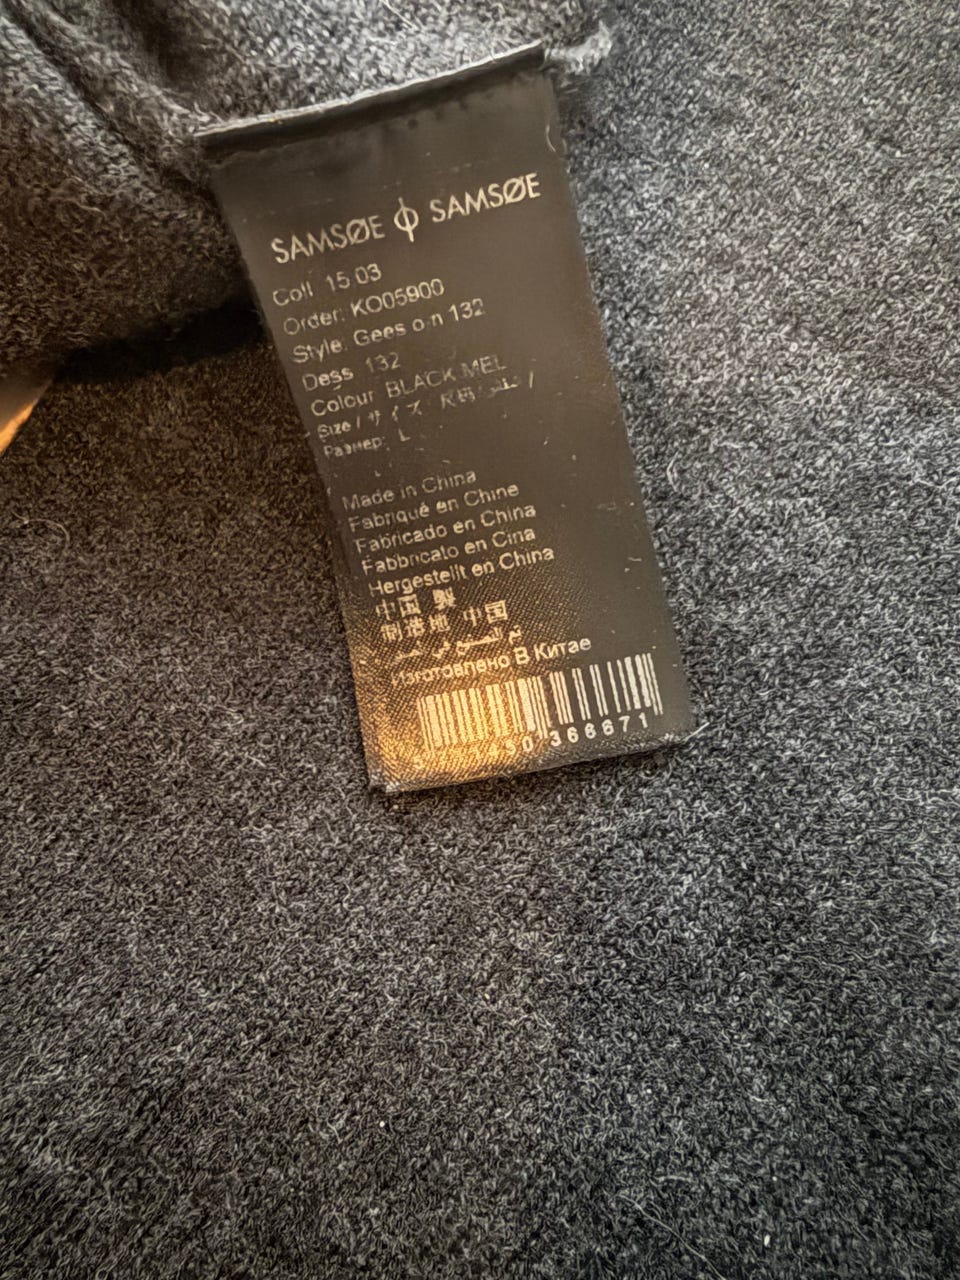 SAMSØE SAMSØE
Coll 15.03
Order: KO05900
Style: Gees o-n 132
Dess 132
Colour BLACK MEL
Size / サイズ /
Размер: L
Made in China
Fabriqué en Chine
Fabricado en China
Fabbricato en Cina
Hergestellt en China
中国 製
制造地 中国
Изготовлено В Китае
366671